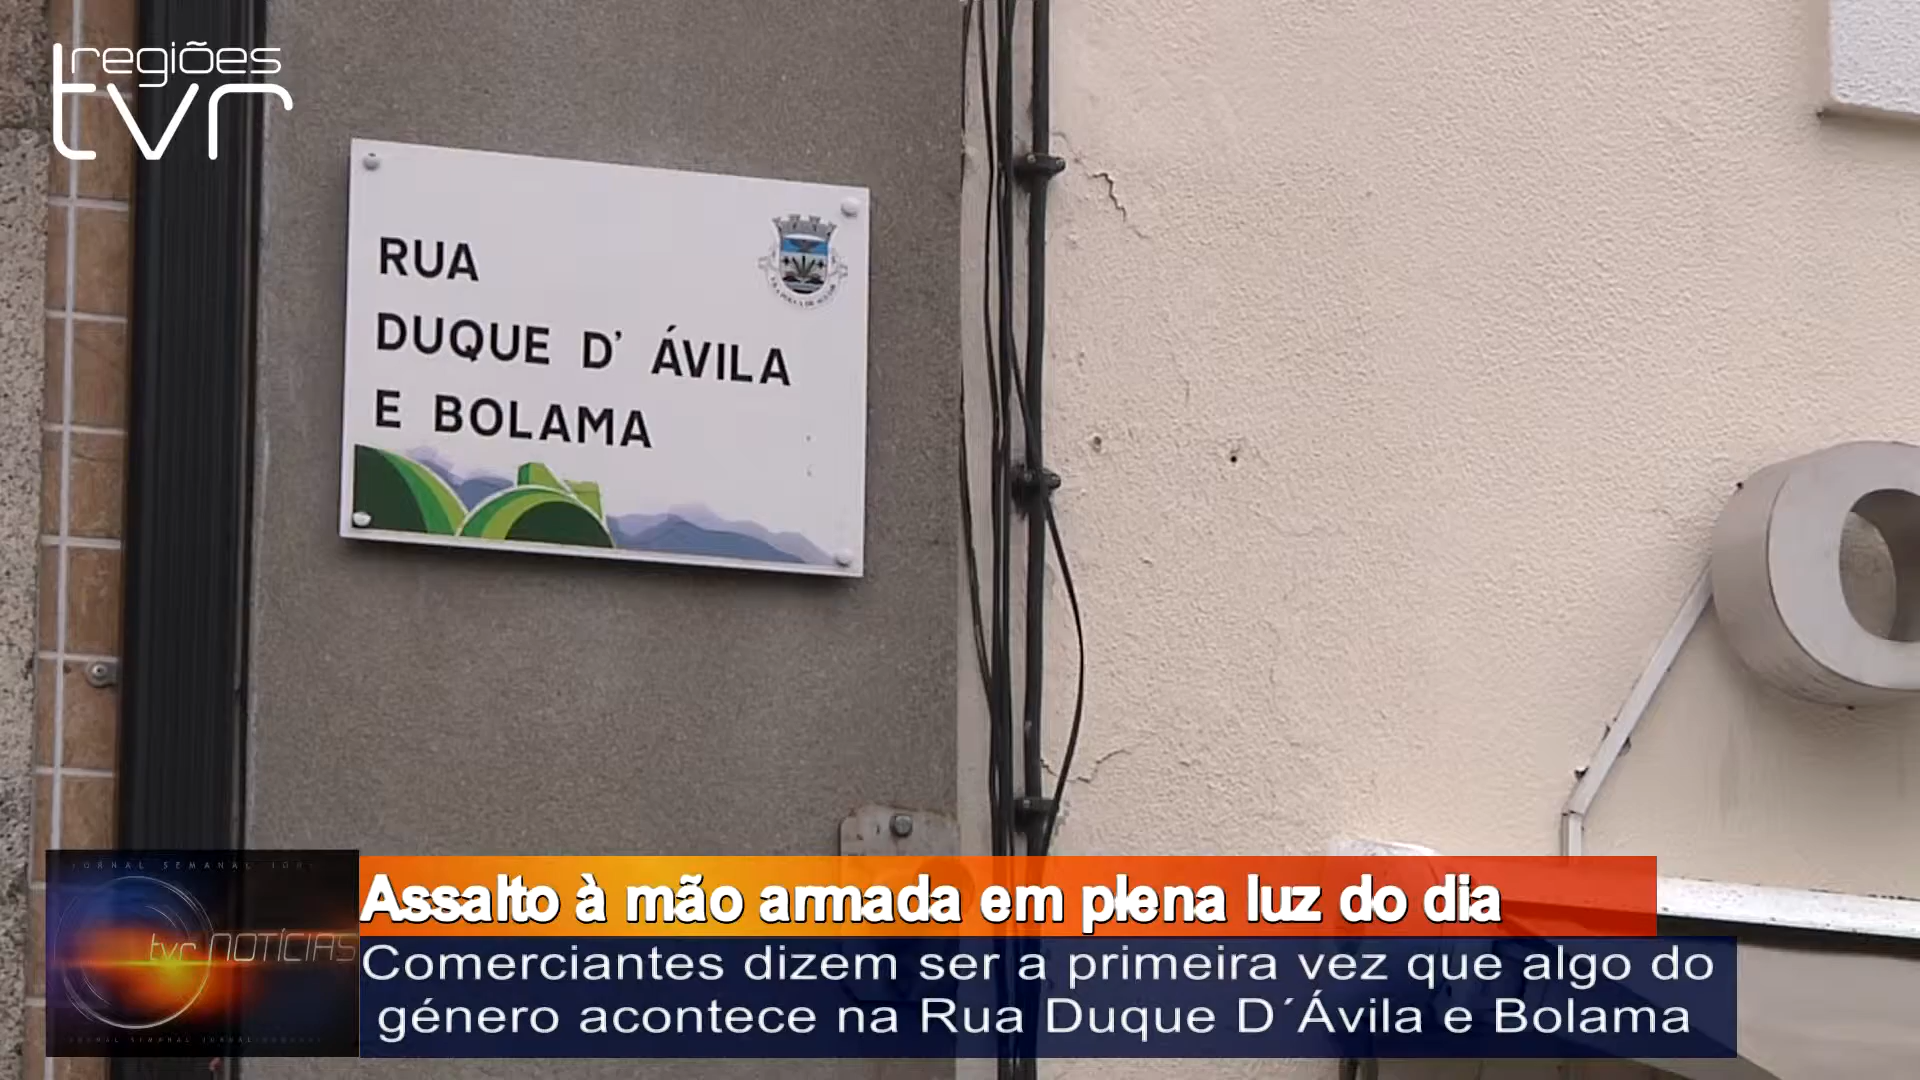 regiões
tvr
RUA
DUQUE D' ÁVILA
E BOLAMA
Assalto à mão armada em plena luz do dia
tvr NOTÍCIAS
Comerciantes dizem ser a primeira vez que algo do
género acontece na Rua Duque D´Ávila e Bolama